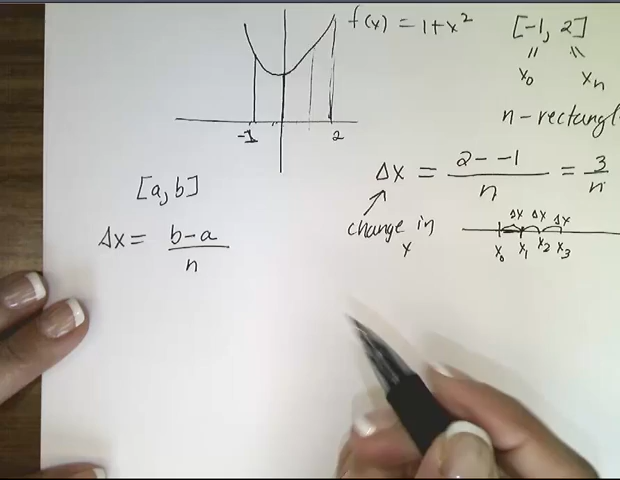 f(x) = 1+x²
[-1, 2]
" "
x₀ xₙ
n-rectangl
-1 2
Δx = 2--1/n = 3/n
[a,b]
change in x
Δx Δx Δx
x₀ x₁ x₂ x₃
Δx = b-a/n